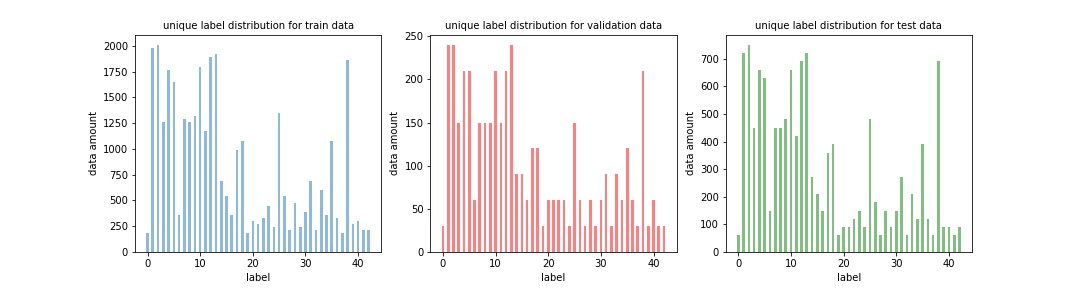 unique label distribution for train data
2000
1750
1500
1250
1000
750
500
250
0
data amount
0 10 20 30 40
label
unique label distribution for validation data
250
200
150
100
50
0
data amount
0 10 20 30 40
label
unique label distribution for test data
700
600
500
400
300
200
100
0
data amount
0 10 20 30 40
label